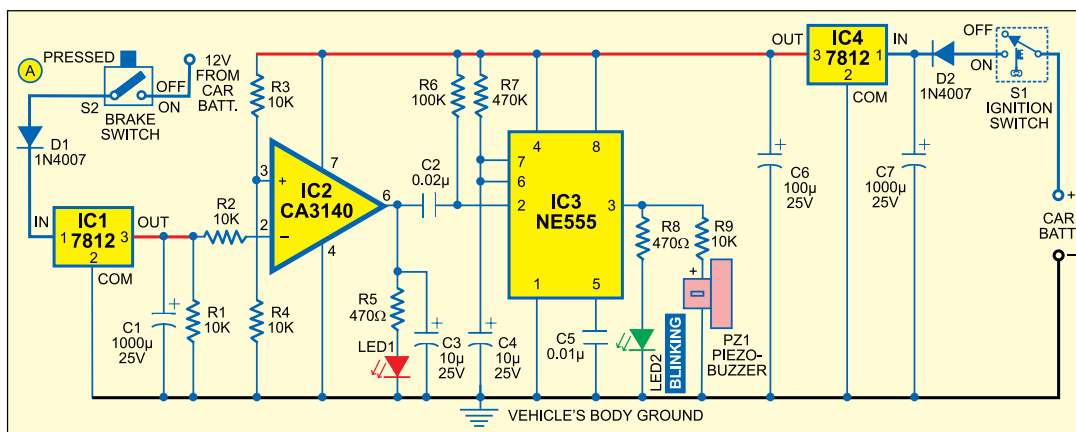 A
PRESSED
S2
OFF
ON
BRAKE
SWITCH
12V
FROM
CAR
BATT.
D1
1N4007
IN
IC1
7812
1
3
2
OUT
COM
C1
1000µ
25V
+
R1
10K
R2
10K
R3
10K
R4
10K
3
+
2
−
IC2
CA3140
7
6
4
C2
0.02µ
R5
470Ω
LED1
C3
10µ
25V
+
R6
100K
R7
470K
C4
10µ
25V
+
4
8
7
6
2
IC3
NE555
3
1
5
C5
0.01µ
R8
470Ω
LED2
BLINKING
R9
10K
+
PZ1
PIEZO-
BUZZER
C6
100µ
25V
+
OUT
IC4
7812
3
1
2
IN
COM
C7
1000µ
25V
+
D2
1N4007
OFF
ON
S1
IGNITION
SWITCH
+
CAR
BATT.
−
VEHICLE'S BODY GROUND